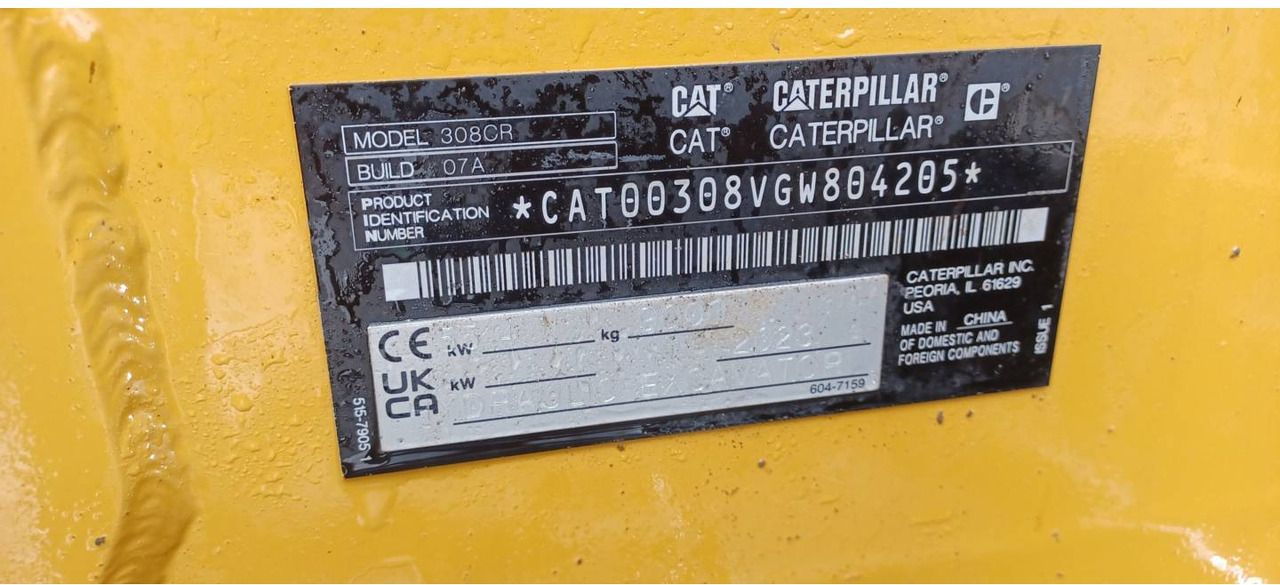 CAT® CATERPILLAR® ®
CAT® CATERPILLAR®
MODEL 308CR
BUILD 07A
PRODUCT
IDENTIFICATION
NUMBER
*CAT00308VGW804205*
CATERPILLAR INC.
PEORIA, IL 61629
USA
MADE IN CHINA
OF DOMESTIC AND
FOREIGN COMPONENTS
ISSUE 1
CE kW kg
UK
CA kW
604-7159
515-7905